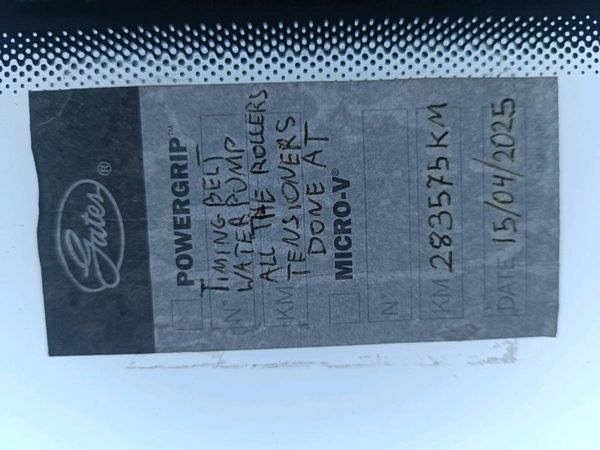 Gates®
POWERGRIP™
TIMING BELT
N° WATER PUMP
KM ALL THE ROLLERS
TENSIONERS
DONE AT
MICRO-V®
N°
KM 283575KM
DATE 15/04/2025